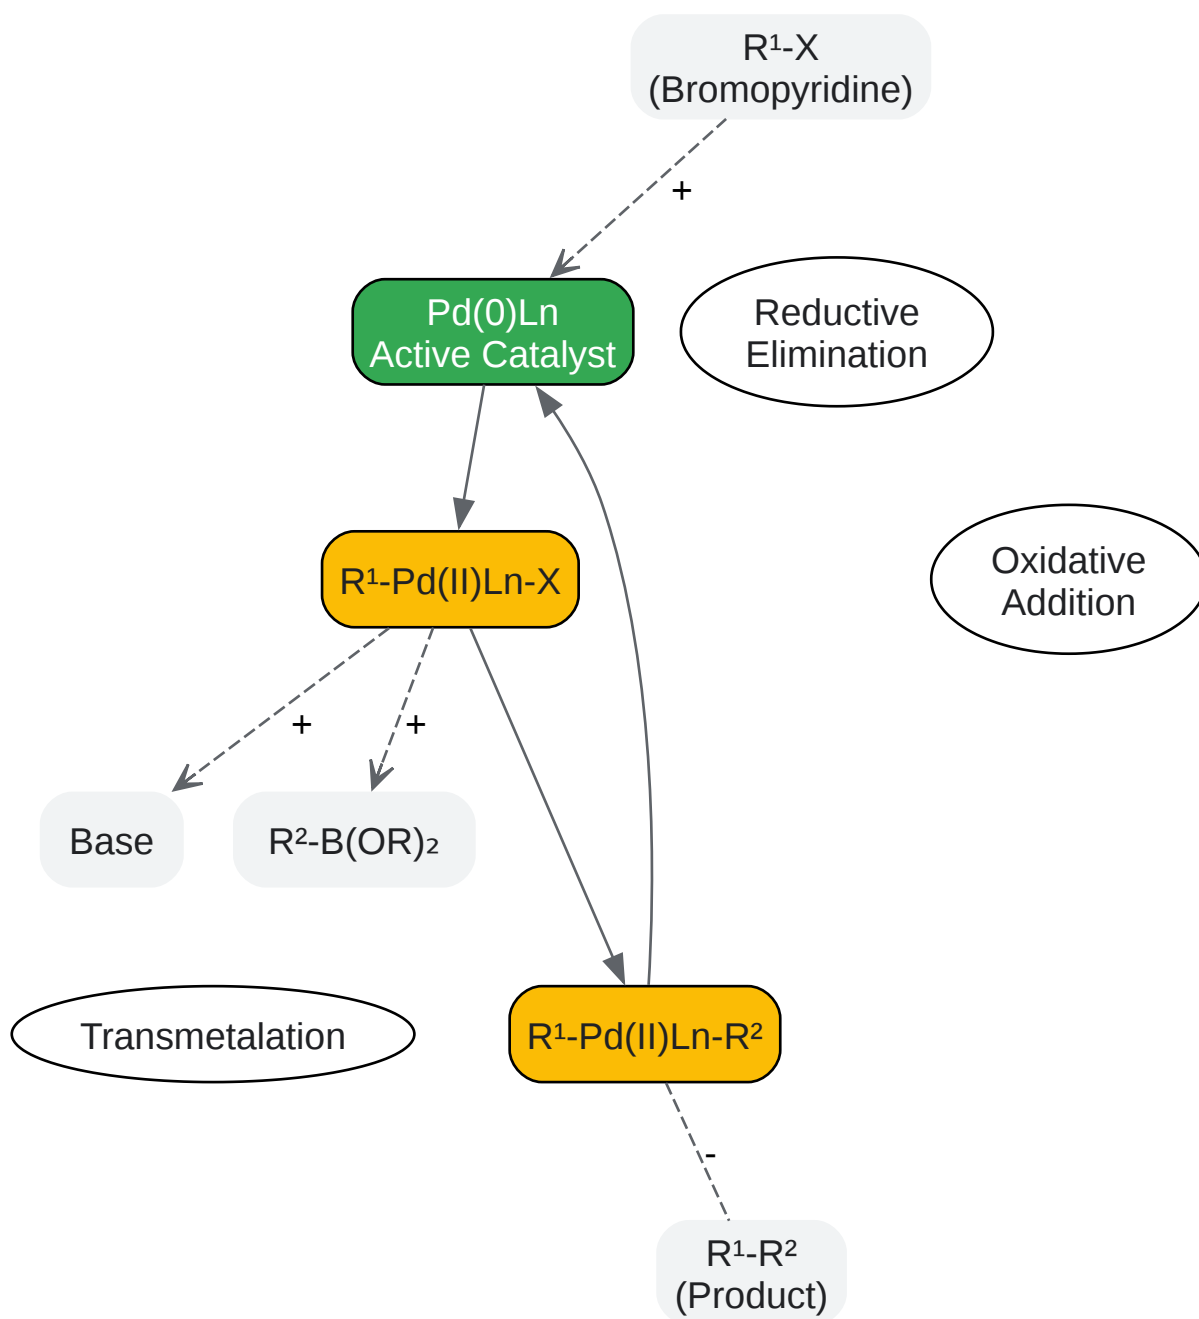 R¹-X
(Bromopyridine)
+
Pd(0)Ln
Active Catalyst
Reductive
Elimination
R¹-Pd(II)Ln-X
Oxidative
Addition
+
+
Base
R²-B(OR)₂
Transmetalation
R¹-Pd(II)Ln-R²
-
R¹-R²
(Product)